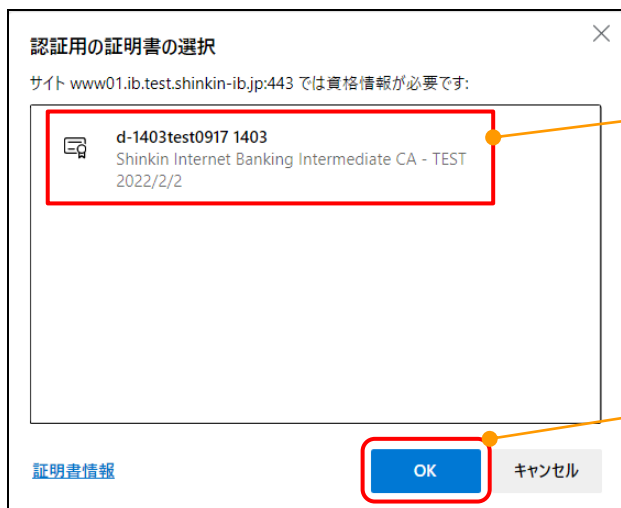 認証用の証明書の選択
サイト www01.ib.test.shinkin-ib.jp:443 では資格情報が必要です:
d-1403test0917 1403
Shinkin Internet Banking Intermediate CA - TEST
2022/2/2
証明書情報
OK
キャンセル